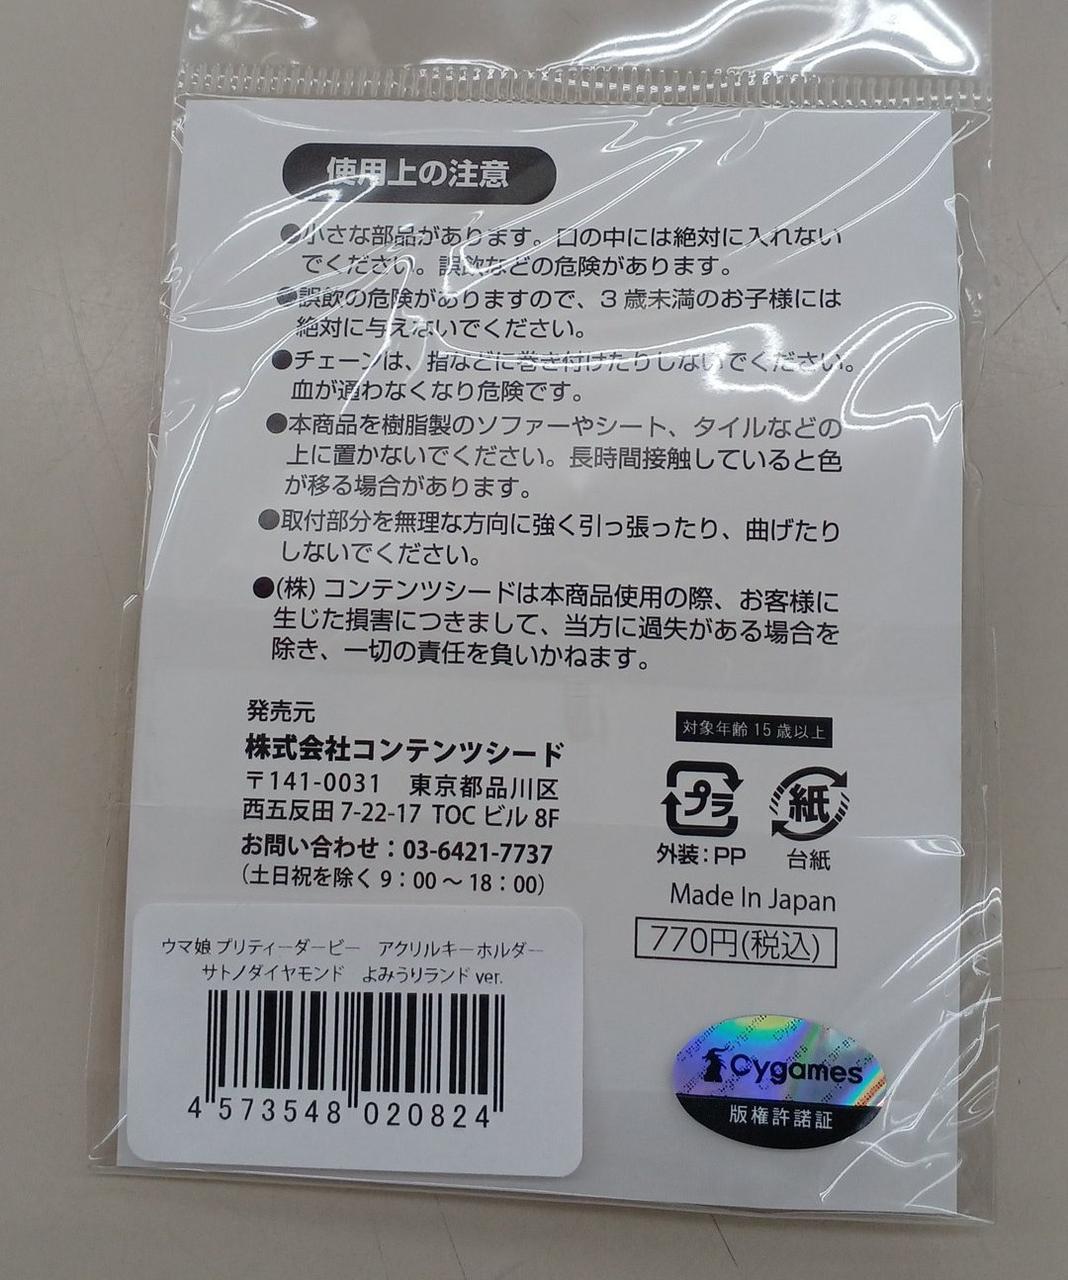 使用上の注意
●小さな部品があります。口の中には絶対に入れない
でください。誤飲などの危険があります。
●誤飲の危険がありますので、3歳未満のお子様には
絶対に与えないでください。
●チェーンは、指などに巻き付けたりしないでください。
血が通わなくなり危険です。
●本商品を樹脂製のソファーやシート、タイルなどの
上に置かないでください。長時間接触していると色
が移る場合があります。
●取付部分を無理な方向に強く引っ張ったり、曲げたり
しないでください。
●(株)コンテンツシードは本商品使用の際、お客様に
生じた損害につきまして、当方に過失がある場合を
除き、一切の責任を負いかねます。
発売元
株式会社コンテンツシード
〒141-0031 東京都品川区
西五反田 7-22-17 TOC ビル 8F
お問い合わせ：03-6421-7737
(土日祝を除く 9：00 〜 18：00)
対象年齢 15 歳以上
プラ 紙
外装：PP 台紙
Made In Japan
770円(税込)
ウマ娘 プリティーダービー アクリルキーホルダー
サトノダイヤモンド よみうりランド ver.
4 573548 020824
Cygames
版権許諾証